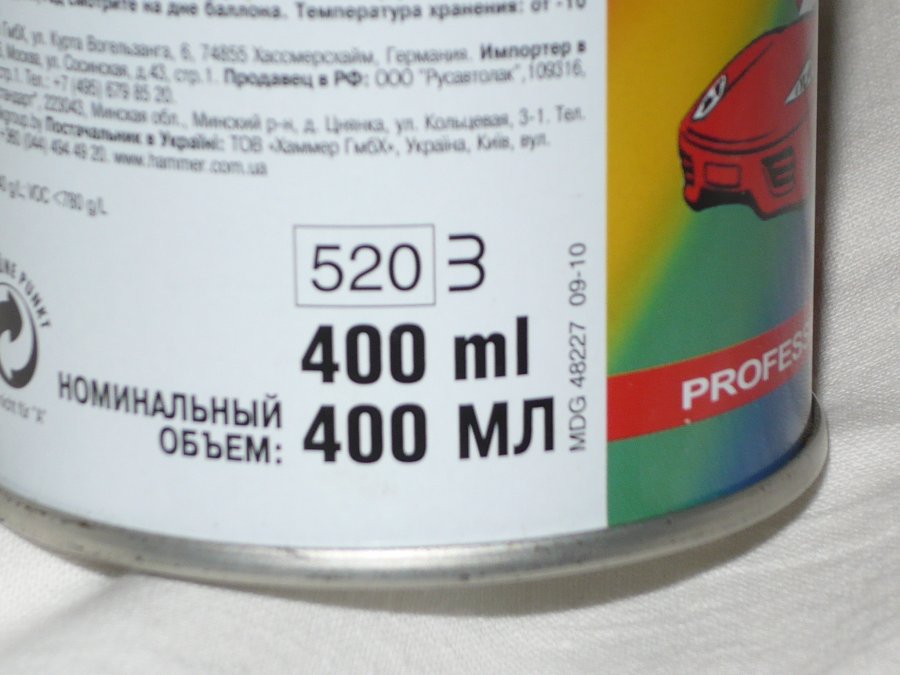 смотрите на дне баллона. Температура хранения: от -10
ГмбХ, ул. Курта Вогельзанга, 6, 74855 Хассмерсхайм, Германия. Импортер в
Москва, ул. Сосинская, д.43, стр.1. Продавец в РФ: ООО "Русавтолак", 109316,
стр.1. Тел.: +7 (495) 679 85 20.
223043, Минская обл., Минский р-н, д. Цнянка, ул. Кольцевая, 3-1. Тел.
Постачальник в Україні: ТОВ «Хаммер ГмбХ», Україна, Київ, вул.
(044) 494 49 20. www.hammer.com.ua
g/L: VOC <780 g/L
520
400 ml
НОМИНАЛЬНЫЙ
ОБЪЕМ:
400 МЛ
MDG 48227 09-10
PUNKT
PROFESS